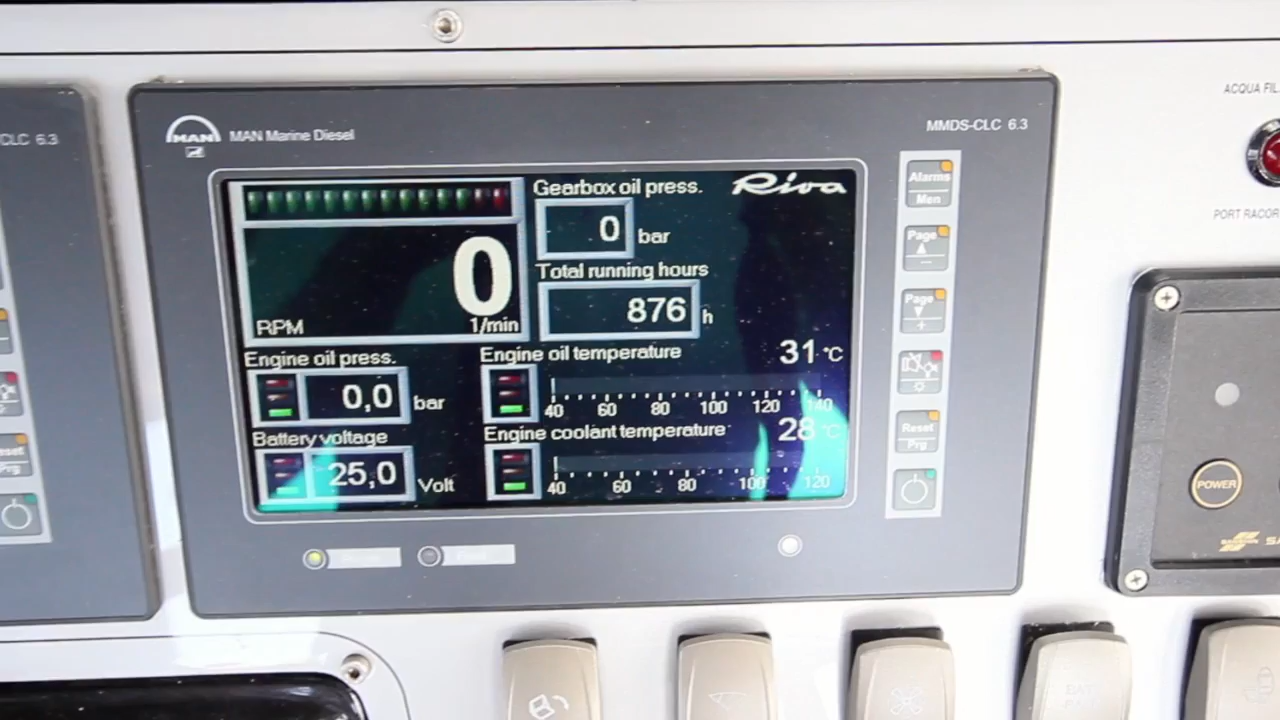 CLC 6.3
MAN MAN Marine Diesel
MMDS-CLC 6.3
ACQUA FIL
PORT RACOR
Gearbox oil press.
Riva
0 bar
Total running hours
876 h
0
RPM 1/min
Engine oil press.
0,0 bar
Engine oil temperature 31 °C
40 60 80 100 120 140
Battery voltage
25,0 Volt
Engine coolant temperature 28 °C
40 60 80 100 120
Alarms
Men
Page
Page
Reset
Prg
Prg
POWER